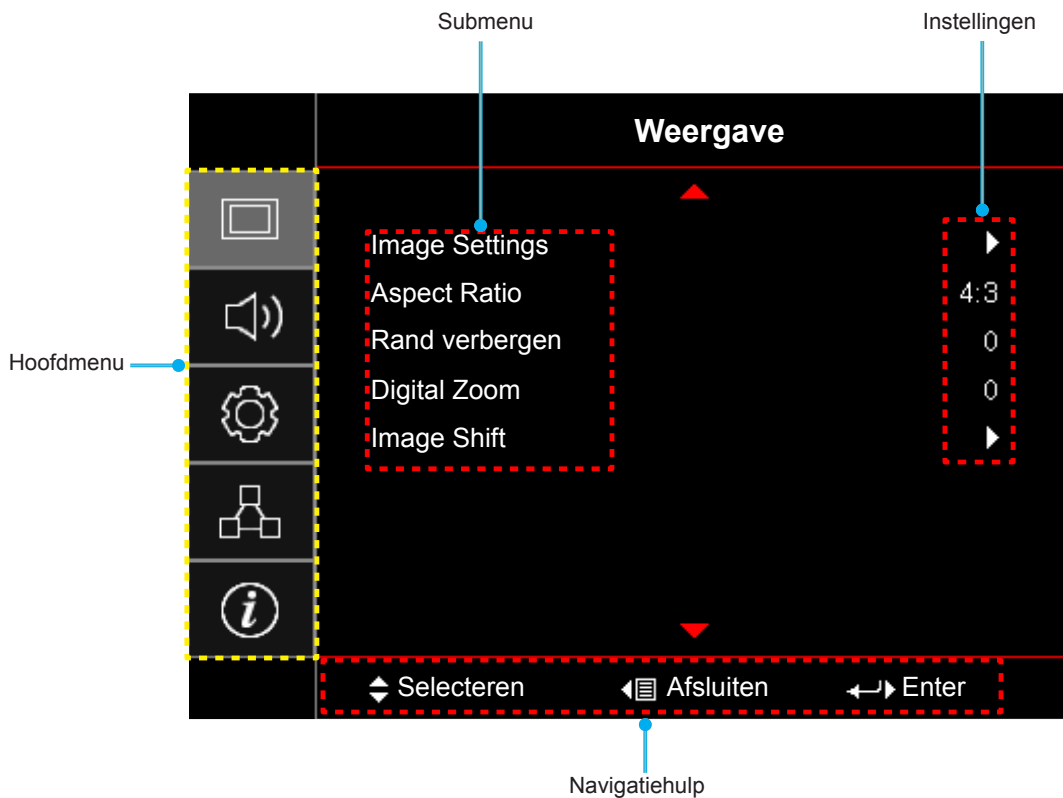 Submenu
Instellingen
Weergave
Image Settings
Aspect Ratio 4:3
Rand verbergen 0
Digital Zoom 0
Image Shift
Hoofdmenu
i
Selecteren Afsluiten Enter
Navigatiehulp